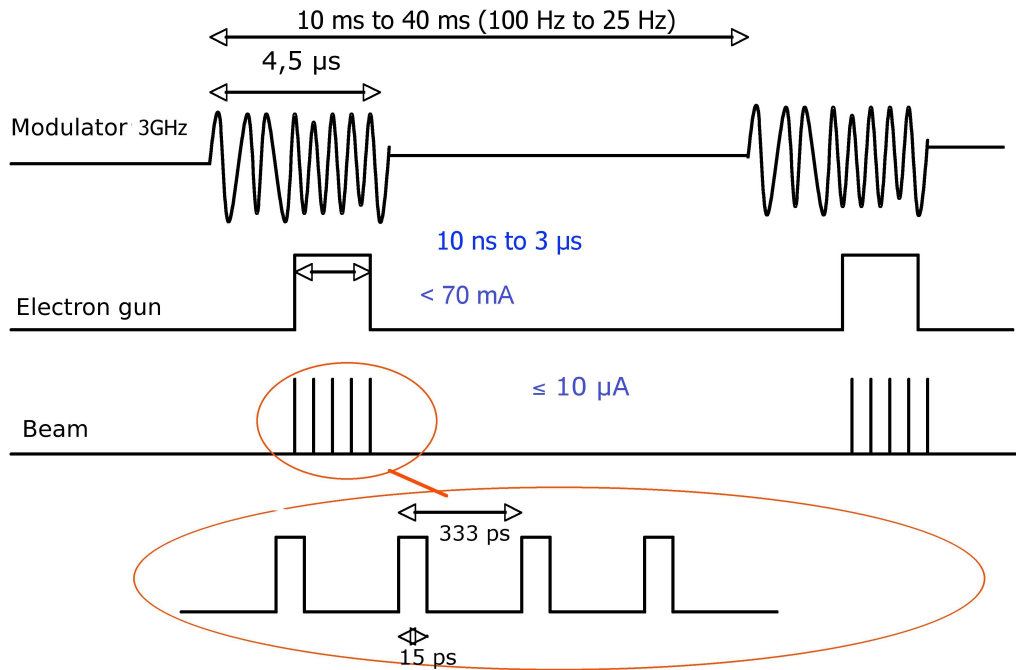 10 ms to 40 ms (100 Hz to 25 Hz)
4,5 µs
Modulator 3GHz
10 ns to 3 µs
< 70 mA
Electron gun
≤ 10 µA
Beam
333 ps
15 ps